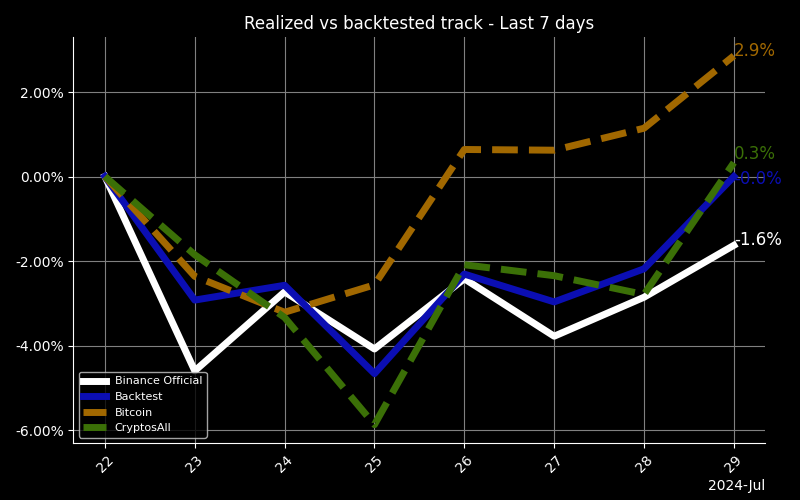 Realized vs backtested track - Last 7 days
2.00%
0.00%
-2.00%
-4.00%
-6.00%
2.9%
0.3%
-0.0%
-1.6%
Binance Official
Backtest
Bitcoin
CryptosAll
22
23
24
25
26
27
28
29
2024-Jul